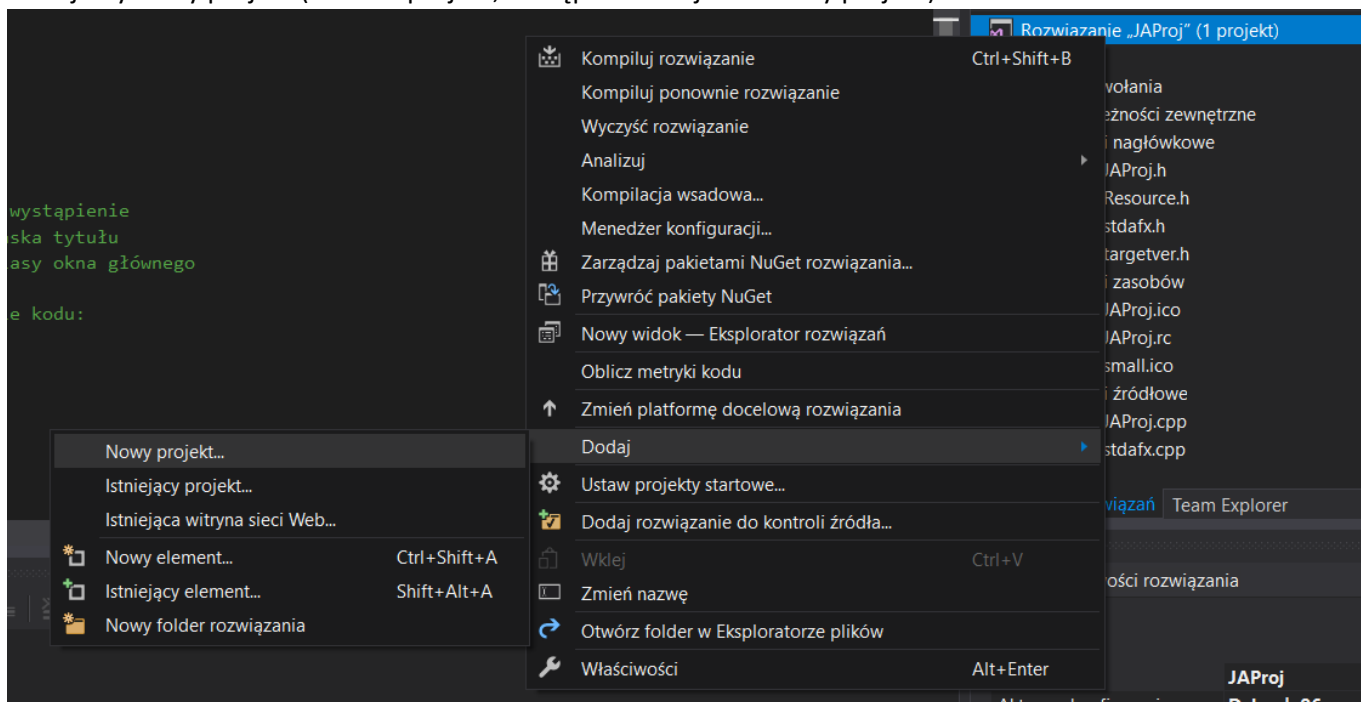 Rozwiązanie „JAProj” (1 projekt)
Kompiluj rozwiązanie Ctrl+Shift+B
Kompiluj ponownie rozwiązanie
Wyczyść rozwiązanie
Analizuj
Kompilacja wsadowa...
Menedżer konfiguracji...
Zarządzaj pakietami NuGet rozwiązania...
Przywróć pakiety NuGet
Nowy widok — Eksplorator rozwiązań
Oblicz metryki kodu
Zmień platformę docelową rozwiązania
Dodaj
Ustaw projekty startowe...
Dodaj rozwiązanie do kontroli źródła...
Wklej Ctrl+V
Zmień nazwę
Otwórz folder w Eksploratorze plików
Właściwości Alt+Enter
Nowy projekt...
Istniejący projekt...
Istniejąca witryna sieci Web...
Nowy element... Ctrl+Shift+A
Istniejący element... Shift+Alt+A
Nowy folder rozwiązania
wystąpienie
ska tytułu
asy okna głównego
e kodu:
wołania
eżności zewnętrzne
i nagłówkowe
JAProj.h
Resource.h
stdafx.h
targetver.h
i zasobów
JAProj.ico
JAProj.rc
small.ico
i źródłowe
JAProj.cpp
stdafx.cpp
wiązań Team Explorer
ości rozwiązania
JAProj